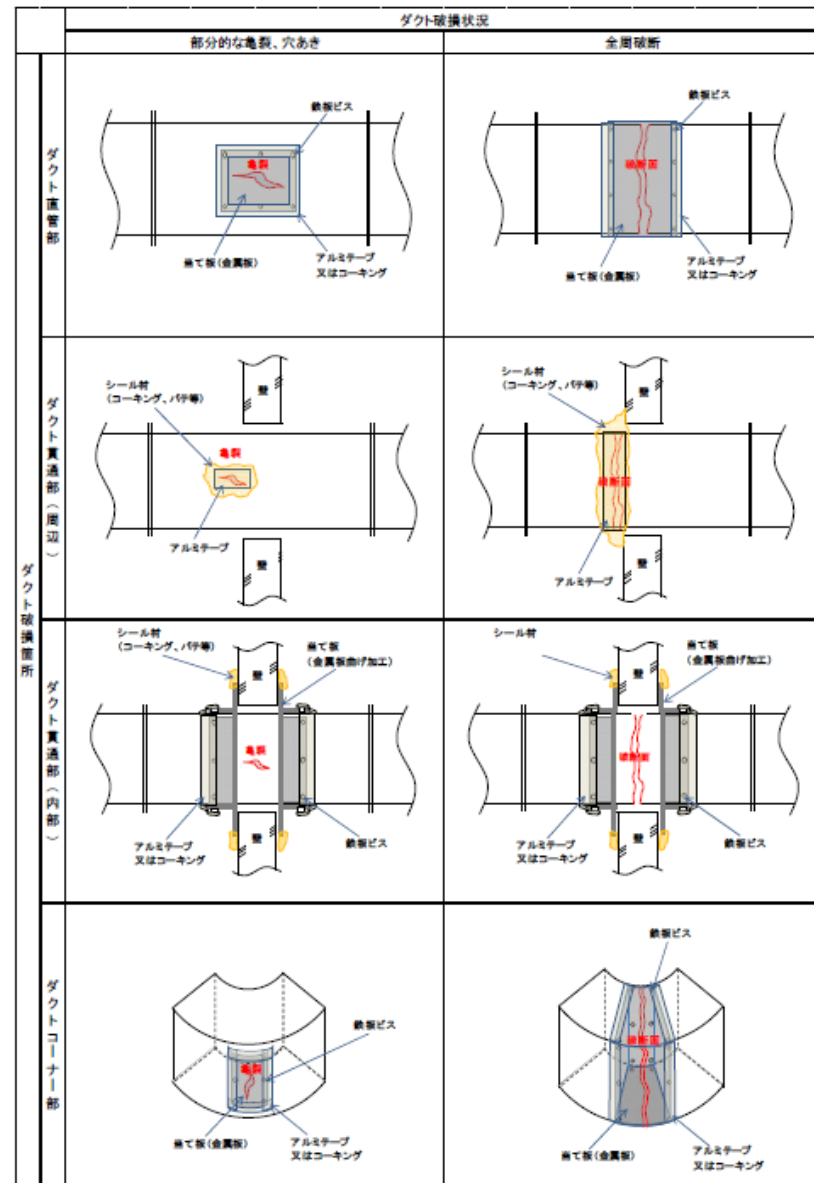 ダクト破損状況
部分的な亀裂、穴あき
全周破断
ダクト破損箇所
ダクト直管部
鉄板ビス
亀裂
当て板(金属板)
アルミテープ
又はコーキング
鉄板ビス
破断面
当て板(金属板)
アルミテープ
又はコーキング
ダクト貫通部(周辺)
シール材
(コーキング、パテ等)
壁
亀裂
アルミテープ
壁
シール材
(コーキング、パテ等)
壁
破断面
アルミテープ
壁
ダクト貫通部(内部)
シール材
(コーキング、パテ等)
当て板
(金属板曲げ加工)
壁
亀裂
壁
アルミテープ
又はコーキング
鉄板ビス
シール材
(コーキング、パテ等)
当て板
(金属板曲げ加工)
壁
破断面
壁
アルミテープ
又はコーキング
鉄板ビス
ダクトコーナー部
鉄板ビス
亀裂
当て板(金属板)
アルミテープ
又はコーキング
鉄板ビス
破断面
当て板(金属板)
アルミテープ
又はコーキング